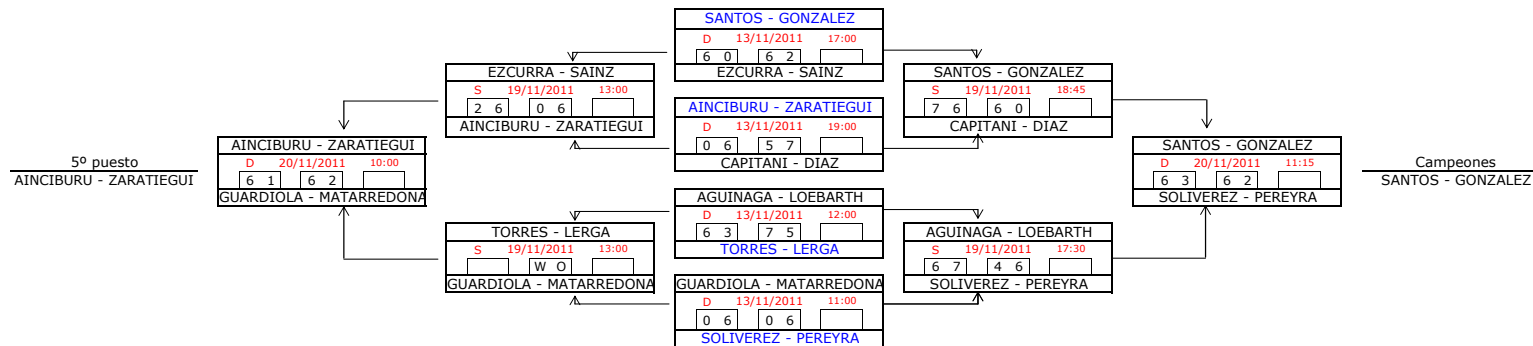 SANTOS - GONZALEZ
D 13/11/2011 17:00
6 0 6 2
EZCURRA - SAINZ
EZCURRA - SAINZ
S 19/11/2011 13:00
2 6 0 6
AINCIBURU - ZARATIEGUI
SANTOS - GONZALEZ
S 19/11/2011 18:45
7 6 6 0
CAPITANI - DIAZ
AINCIBURU - ZARATIEGUI
D 13/11/2011 19:00
0 6 5 7
CAPITANI - DIAZ
5º puesto
AINCIBURU - ZARATIEGUI
AINCIBURU - ZARATIEGUI
D 20/11/2011 10:00
6 1 6 2
GUARDIOLA - MATARREDONA
SANTOS - GONZALEZ
D 20/11/2011 11:15
6 3 6 2
SOLIVEREZ - PEREYRA
Campeones
SANTOS - GONZALEZ
AGUINAGA - LOEBARTH
D 13/11/2011 12:00
6 3 7 5
TORRES - LERGA
TORRES - LERGA
S 19/11/2011 13:00
W O
GUARDIOLA - MATARREDONA
AGUINAGA - LOEBARTH
S 19/11/2011 17:30
6 7 4 6
SOLIVEREZ - PEREYRA
GUARDIOLA - MATARREDONA
D 13/11/2011 11:00
0 6 0 6
SOLIVEREZ - PEREYRA